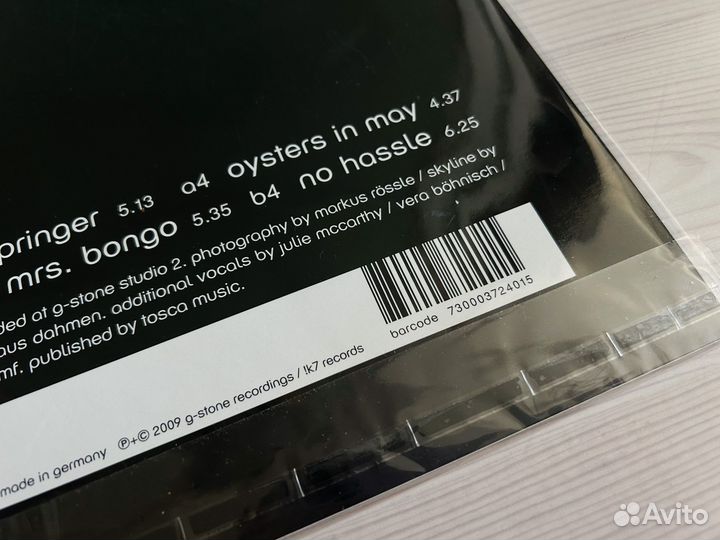 pringer 5.13 a4 oysters in may 4.37
mrs. bongo 5.35 b4 no hassle 6.25
ded at g-stone studio 2. photography by markus rössle / skyline by
aus dahmen. additional vocals by julie mccarthy / vera böhnisch /
mf. published by tosca music.
barcode 730003724015
made in germany ℗+© 2009 g-stone recordings / !k7 records
Avito